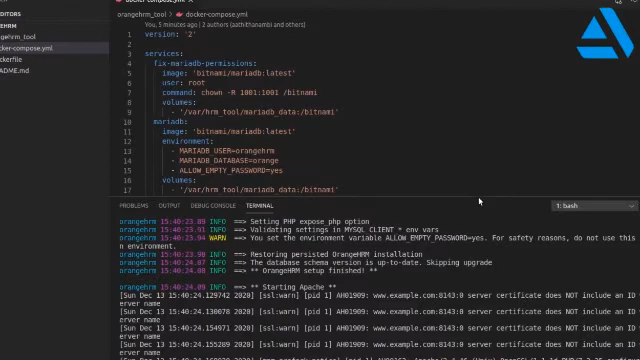 docker-compose.yml
EDITORS
orangehrm_tool > docker-compose.yml
EHRM
You, 5 minutes ago | 2 authors (aathithanambi and others)
ngehrm_tool
1 version: '2'
ocker-compose.yml
2
ockerfile
3 services:
EADME.md
4 fix-mariadb-permissions:
5 image: 'bitnami/mariadb:latest'
6 user: root
7 command: chown -R 1001:1001 /bitnami
8 volumes:
9 - '/var/hrm_tool/mariadb_data:/bitnami'
10 mariadb:
11 image: 'bitnami/mariadb:latest'
12 environment:
13 - MARIADB_USER=orangehrm
14 - MARIADB_DATABASE=orange
15 - ALLOW_EMPTY_PASSWORD=yes
16 volumes:
17 - '/var/hrm_tool/mariadb_data:/bitnami'
PROBLEMS OUTPUT DEBUG CONSOLE TERMINAL 1: bash
orangehrm 15:40:23.89 INFO ==> Setting PHP expose_php option
orangehrm 15:40:23.91 INFO ==> Validating settings in MYSQL_CLIENT_* env vars
orangehrm 15:40:23.94 WARN ==> You set the environment variable ALLOW_EMPTY_PASSWORD=yes. For safety reasons, do not use this
n environment.
orangehrm 15:40:23.98 INFO ==> Restoring persisted OrangeHRM installation
orangehrm 15:40:24.07 INFO ==> The database schema version is up-to-date. Skipping upgrade
orangehrm 15:40:24.08 INFO ==> ** OrangeHRM setup finished! **
orangehrm 15:40:24.09 INFO ==> ** Starting Apache **
[Sun Dec 13 15:40:24.129742 2020] [ssl:warn] [pid 1] AH01909: www.example.com:8143:0 server certificate does NOT include an ID
erver name
[Sun Dec 13 15:40:24.130078 2020] [ssl:warn] [pid 1] AH01909: www.example.com:8443:0 server certificate does NOT include an ID
erver name
[Sun Dec 13 15:40:24.154888 2020] [ssl:warn] [pid 1] AH01909: www.example.com:8143:0 server certificate does NOT include an ID
erver name
[Sun Dec 13 15:40:24.155229 2020] [ssl:warn] [pid 1] AH01909: www.example.com:8443:0 server certificate does NOT include an ID
erver name